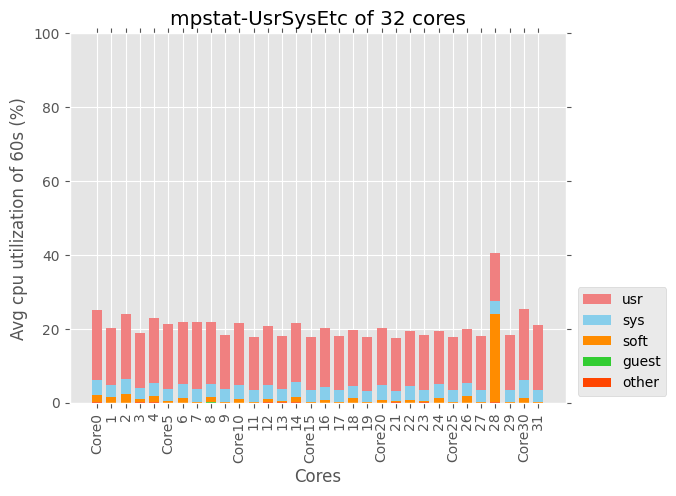 mpstat-UsrSysEtc of 32 cores
Avg cpu utilization of 60s (%)
100
80
60
40
20
0
Core0
1
2
3
4
Core5
6
7
8
9
Core10
11
12
13
14
Core15
16
17
18
19
Core20
21
22
23
24
Core25
26
27
28
29
Core30
31
Cores
usr
sys
soft
guest
other